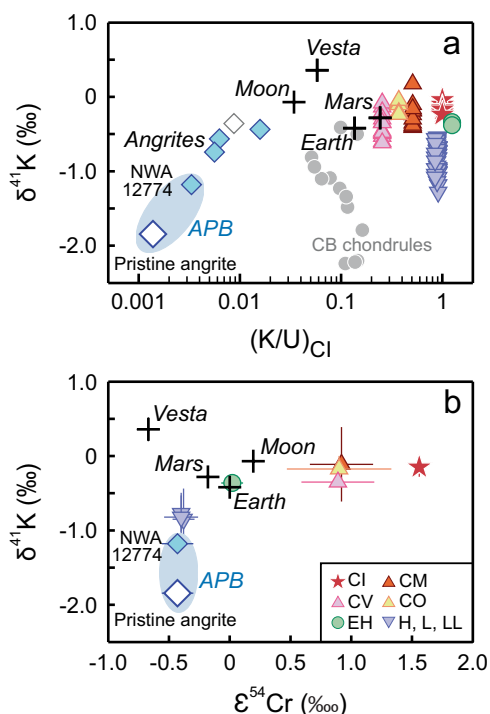 a
1.0
0
-1.0
-2.0
δ⁴¹K (‰)
Vesta
Moon
Mars
Earth
Angrites
NWA
12774
APB
Pristine angrite
CB chondrules
0.001
0.01
0.1
1
(K/U)CI
b
1.0
0
-1.0
-2.0
δ⁴¹K (‰)
Vesta
Moon
Mars
Earth
NWA
12774
APB
Pristine angrite
CI
CM
CV
CO
EH
H, L, LL
-1.0
-0.5
0
0.5
1.0
1.5
2.0
Ɛ⁵⁴Cr (‱)